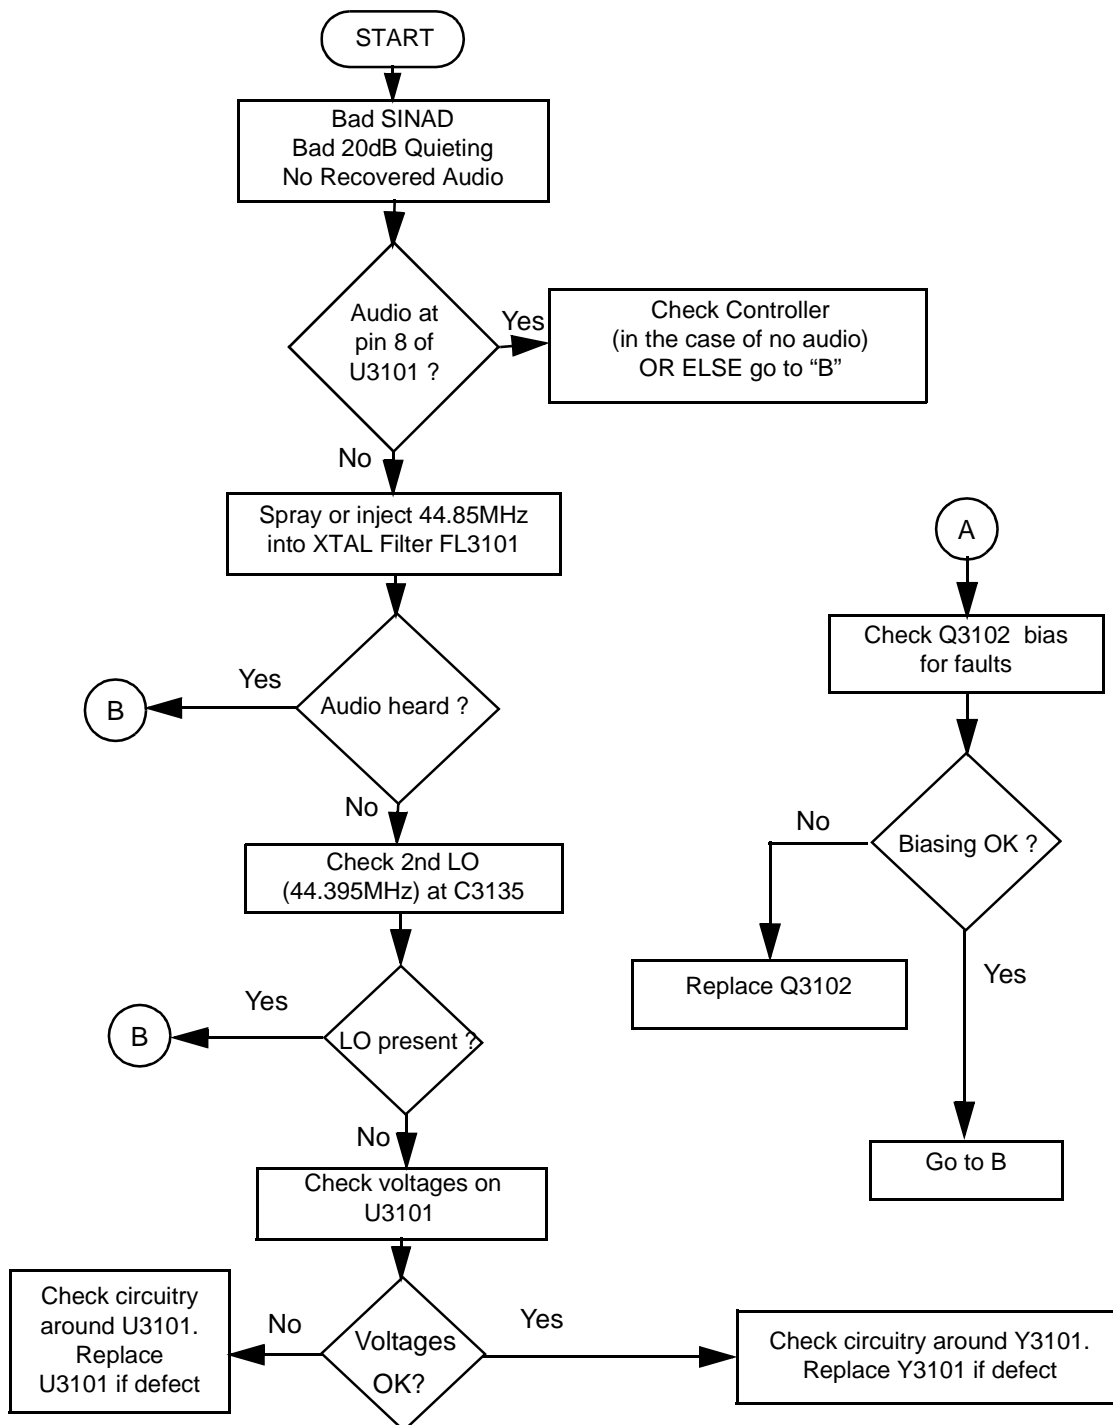 START
Bad SINAD
Bad 20dB Quieting
No Recovered Audio
Audio at
pin 8 of
U3101 ?
Yes
Check Controller
(in the case of no audio)
OR ELSE go to “B”
No
Spray or inject 44.85MHz
into XTAL Filter FL3101
Audio heard ?
Yes
B
No
Check 2nd LO
(44.395MHz) at C3135
LO present ?
Yes
B
No
Check voltages on
U3101
Voltages
OK?
No
Check circuitry
around U3101.
Replace
U3101 if defect
Yes
Check circuitry around Y3101.
Replace Y3101 if defect
A
Check Q3102  bias
for faults
Biasing OK ?
No
Replace Q3102
Yes
Go to B